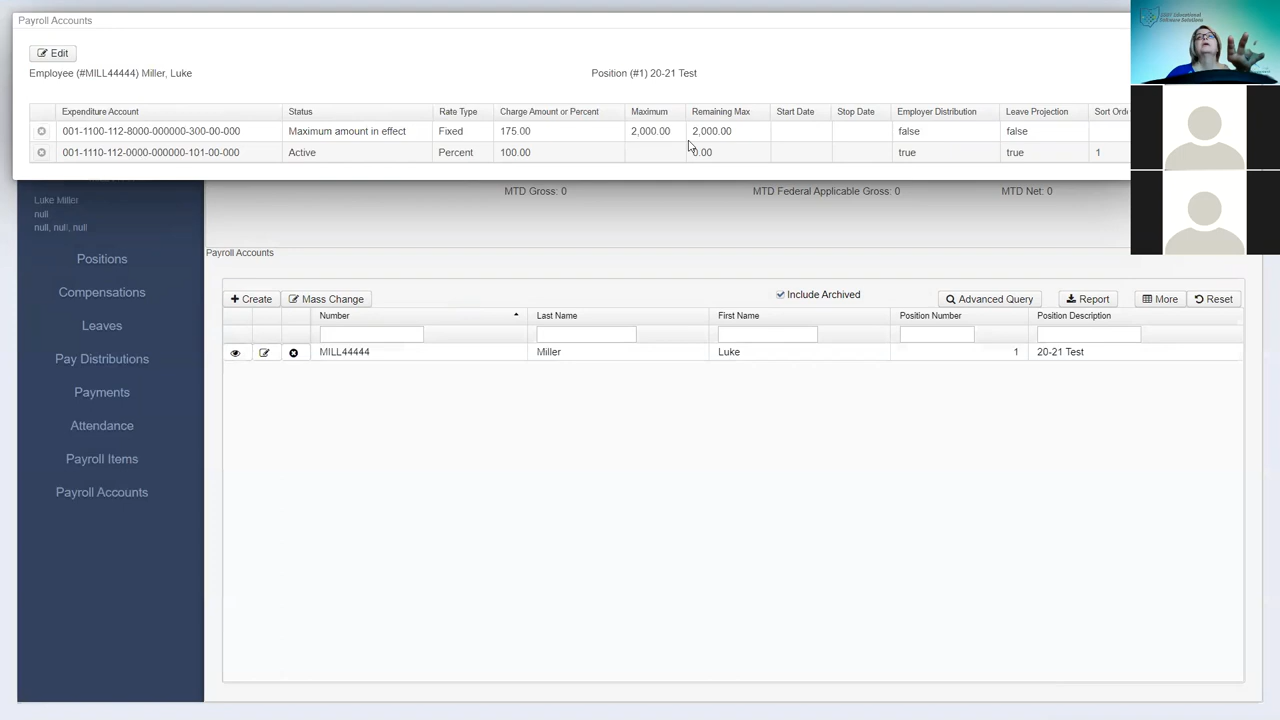 Payroll Accounts
Edit
Employee (#MILL44444) Miller, Luke Position (#1) 20-21 Test
Expenditure Account Status Rate Type Charge Amount or Percent Maximum Remaining Max Start Date Stop Date Employer Distribution Leave Projection Sort Orde
001-1100-112-8000-000000-300-00-000 Maximum amount in effect Fixed 175.00 2,000.00 2,000.00 false false
001-1110-112-0000-000000-101-00-000 Active Percent 100.00 0.00 true true 1
Luke Miller
null
null, null, null
MTD Gross: 0 MTD Federal Applicable Gross: 0 MTD Net: 0
Positions
Compensations
Leaves
Pay Distributions
Payments
Attendance
Payroll Items
Payroll Accounts
Payroll Accounts
Create Mass Change Include Archived Advanced Query Report More Reset
Number Last Name First Name Position Number Position Description
MILL44444 Miller Luke 1 20-21 Test